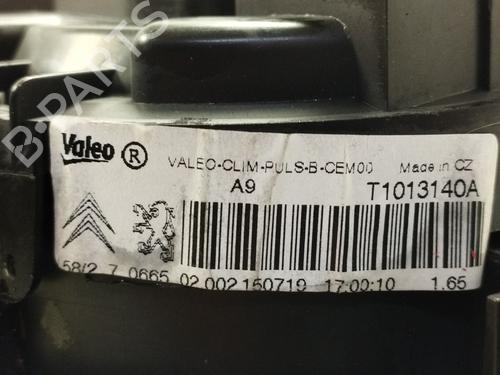 B-PARTS
Valeo ® VALEO-CLIM-PULS-B-CEM00 Made in CZ
A9 T1013140A
58/2 7 0665 02 002 150719 17:00:10 1.65